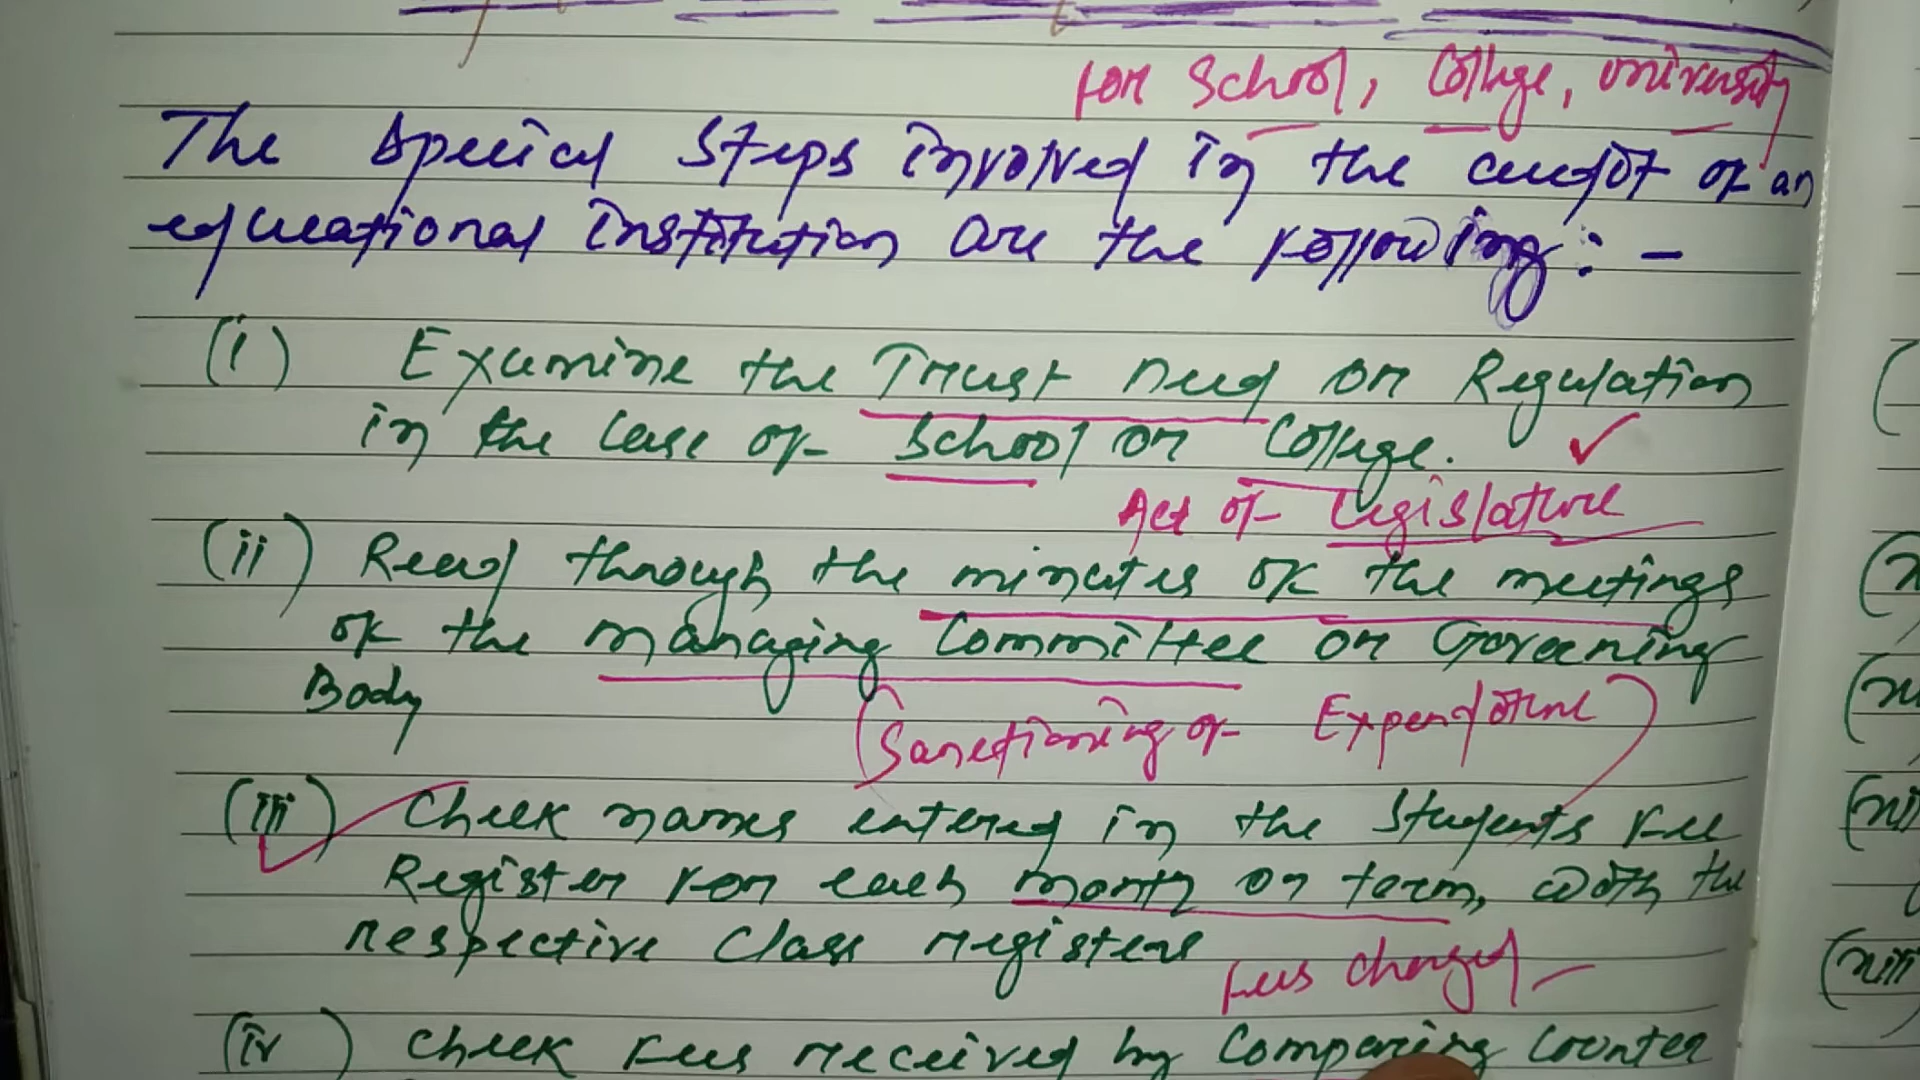 for School, College, university
The special steps involved in the audit of an
educational institution are the following: -
(i) Examine the Trust Deed or Regulation
in the case of School or College.
Act of Legislature
(ii) Read through the minutes of the meetings
of the managing Committee or Governing
Body
(Sanctioning of Expenditure)
(iii) Check names entered in the Students fee
Register for each month or term, with the
respective Class registers
Fees charged
(iv) Check fees received by Comparing Counter